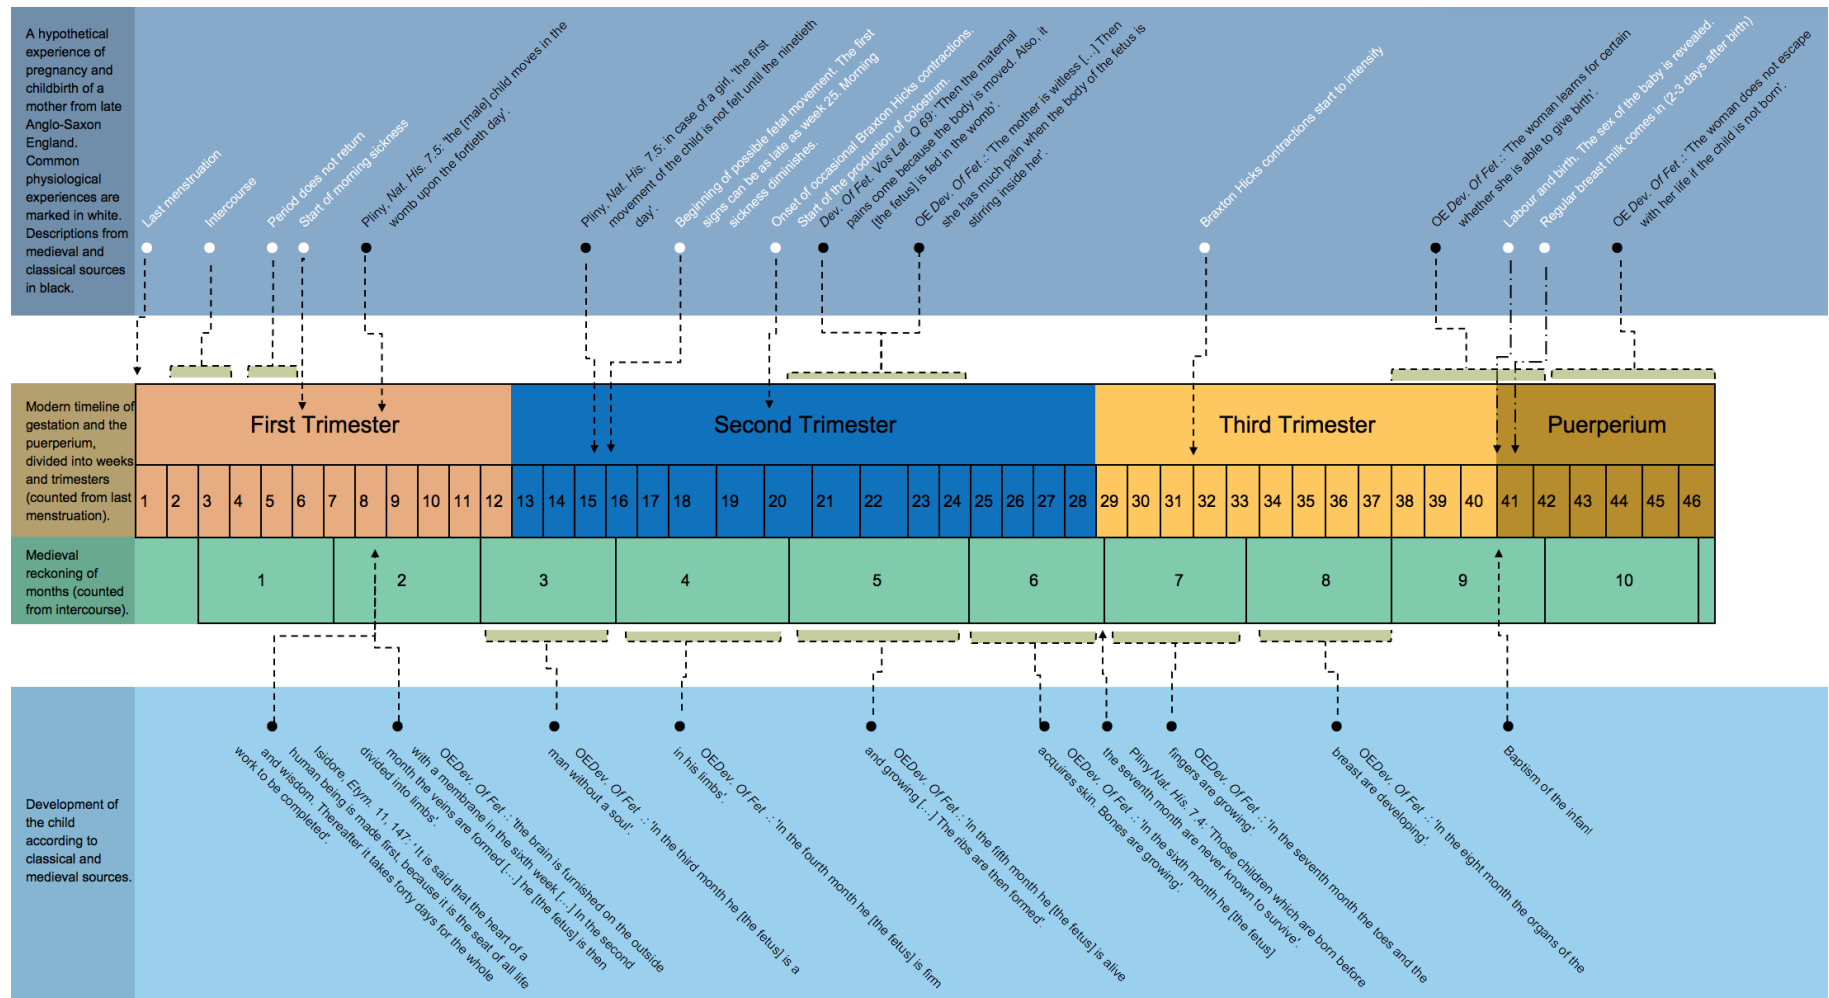 A hypothetical
experience of
pregnancy and
childbirth of a
mother from late
Anglo-Saxon
England.
Common
physiological
experiences are
marked in white.
Descriptions from
medieval and
classical sources
in black.
Last menstruation
Intercourse
Period does not return
Start of morning sickness
Pliny, Nat. His. 7.5: 'the [male] child moves in the
womb upon the fortieth day'.
Pliny, Nat. His. 7.5: in case of a girl, 'the first
movement of the child is not felt until the ninetieth
day'.
Beginning of possible fetal movement. The first
signs can be as late as week 25. Morning
sickness diminishes.
Onset of occasional Braxton Hicks contractions.
Start of the production of colostrum.
Dev. Of Fet. Vos Lat. Q 69: 'Then the maternal
pains come because the body is moved. Also, it
[the fetus] is fed in the womb'.
OE Dev. Of Fet.: 'The mother is witless [...] Then
she has much pain when the body of the fetus is
stirring inside her'.
Braxton Hicks contractions start to intensify
OE Dev. Of Fet.: 'The woman learns for certain
whether she is able to give birth'.
Labour and birth. The sex of the baby is revealed.
Regular breast milk comes in (2-3 days after birth)
OE Dev. Of Fet.: 'The woman does not escape
with her life if the child is not born'.
Modern timeline of
gestation and the
puerperium,
divided into weeks
and trimesters
(counted from last
menstruation).
First Trimester
Second Trimester
Third Trimester
Puerperium
1 2 3 4 5 6 7 8 9 10 11 12 13 14 15 16 17 18 19 20 21 22 23 24 25 26 27 28 29 30 31 32 33 34 35 36 37 38 39 40 41 42 43 44 45 46
Medieval
reckoning of
months (counted
from intercourse).
1 2 3 4 5 6 7 8 9 10
Development of
the child
according to
classical and
medieval sources.
Isidore, Etym. 11, 147: ' It is said that the heart of a
human being is made first, because it is the seat of all life
and wisdom. Thereafter it takes forty days for the whole
work to be completed'.
OEDev. Of Fet .: 'the brain is furnished on the outside
with a membrane in the sixth week [...] In the second
month the veins are formed [...] he [the fetus] is then
divided into limbs'.
OEDev. Of Fet .: 'In the third month he [the fetus] is a
man without a soul'.
OEDev. Of Fet .: 'In the fourth month he [the fetus] is firm
in his limbs'.
OEDev. Of Fet .: 'In the fifth month he [the fetus] is alive
and growing [...] The ribs are then formed'.
OEDev. Of Fet .: 'In the sixth month he [the fetus]
acquires skin. Bones are growing'.
Pliny Nat. His. 7.4: 'Those children which are born before
the seventh month are never known to survive'.
OEDev. Of Fet .: 'In the seventh month the toes and the
fingers are growing'.
OEDev. Of Fet .: 'In the eight month the organs of the
breast are developing'.
Baptism of the infant